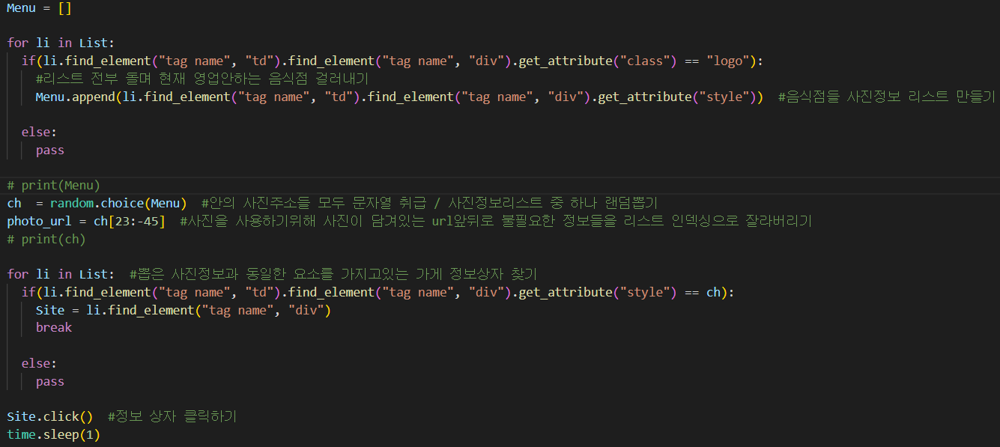 Menu = []
for li in List:
if(li.find_element("tag name", "td").find_element("tag name", "div").get_attribute("class") == "logo"):
#리스트 전부 돌며 현재 영업안하는 음식점 걸러내기
Menu.append(li.find_element("tag name", "td").find_element("tag name", "div").get_attribute("style")) #음식점들 사진정보 리스트 만들기
else:
pass
# print(Menu)
ch = random.choice(Menu) #안의 사진주소들 모두 문자열 취급 / 사진정보리스트 중 하나 랜덤뽑기
photo_url = ch[23:-45] #사진을 사용하기위해 사진이 담겨있는 url앞뒤로 불필요한 정보들을 리스트 인덱싱으로 잘라버리기
# print(ch)
for li in List: #뽑은 사진정보과 동일한 요소를 가지고있는 가게 정보상자 찾기
if(li.find_element("tag name", "td").find_element("tag name", "div").get_attribute("style") == ch):
Site = li.find_element("tag name", "div")
break
else:
pass
Site.click() #정보 상자 클릭하기
time.sleep(1)